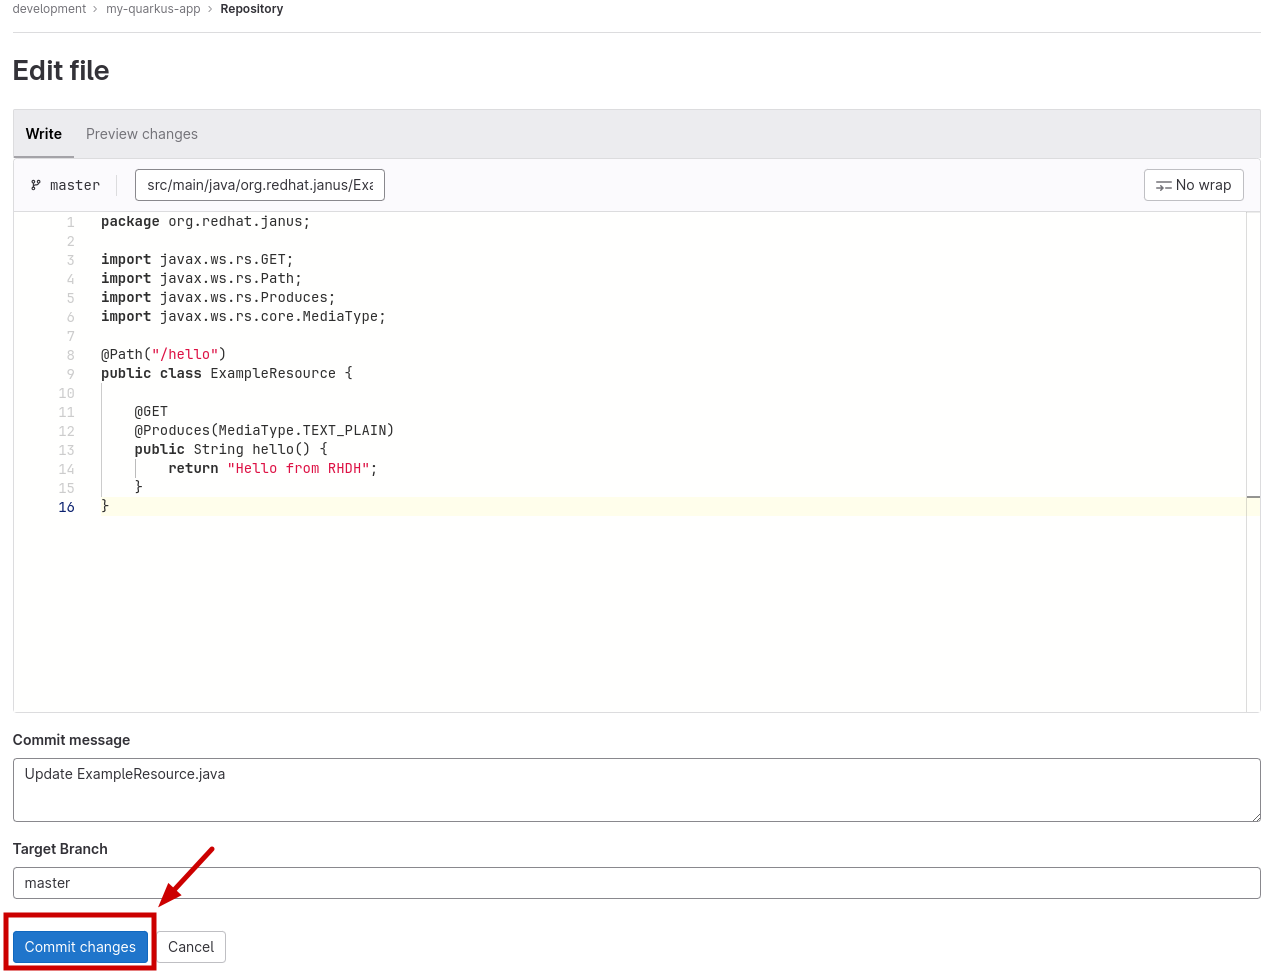 development › my-quarkus-app › Repository
Edit file
Write Preview changes
master src/main/java/org.redhat.janus/Exa No wrap
1 package org.redhat.janus;
2
3 import javax.ws.rs.GET;
4 import javax.ws.rs.Path;
5 import javax.ws.rs.Produces;
6 import javax.ws.rs.core.MediaType;
7
8 @Path("/hello")
9 public class ExampleResource {
10
11 @GET
12 @Produces(MediaType.TEXT_PLAIN)
13 public String hello() {
14 return "Hello from RHDH";
15 }
16 }
Commit message
Update ExampleResource.java
Target Branch
master
Commit changes Cancel